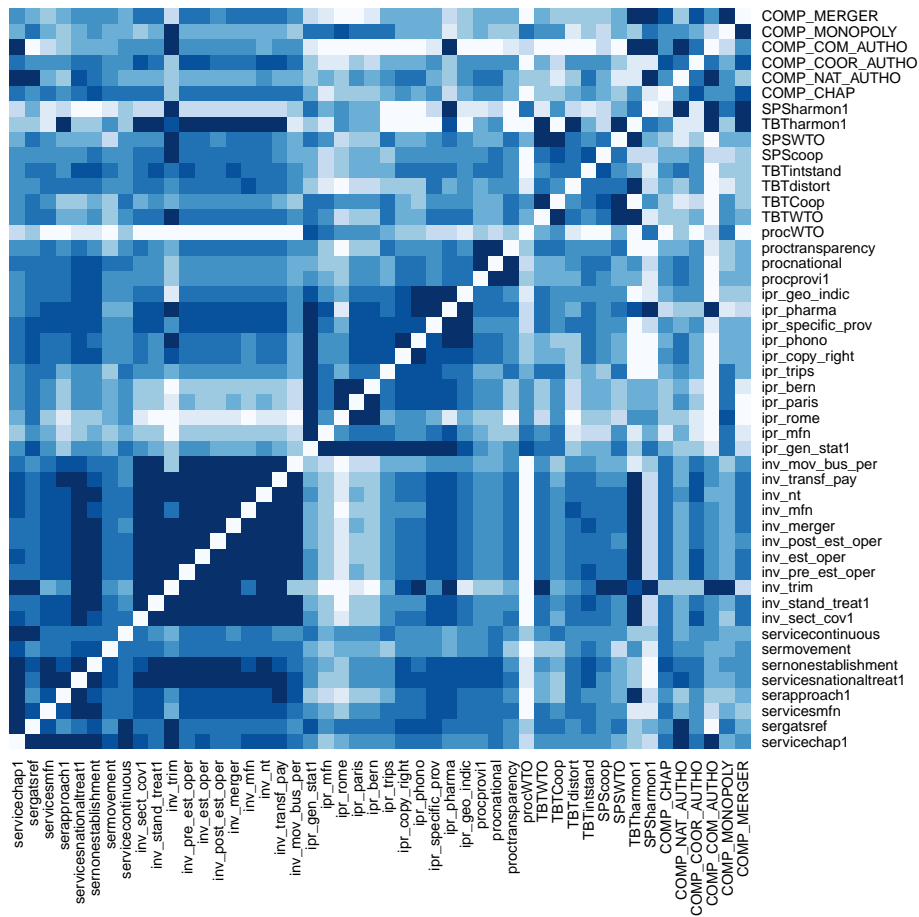 COMP_MERGER
COMP_MONOPOLY
COMP_COM_AUTHO
COMP_COOR_AUTHO
COMP_NAT_AUTHO
COMP_CHAP
SPSharmon1
TBTharmon1
SPSWTO
SPScoop
TBTintstand
TBTdistort
TBTCoop
TBTWTO
procWTO
proctransparency
procnational
procprovi1
ipr_geo_indic
ipr_pharma
ipr_specific_prov
ipr_phono
ipr_copy_right
ipr_trips
ipr_bern
ipr_paris
ipr_rome
ipr_mfn
ipr_gen_stat1
inv_mov_bus_per
inv_transf_pay
inv_nt
inv_mfn
inv_merger
inv_post_est_oper
inv_est_oper
inv_pre_est_oper
inv_trim
inv_stand_treat1
inv_sect_cov1
servicecontinuous
sermovement
sernonestablishment
servicesnationaltreat1
serapproach1
servicesmfn
sergatsref
servicechap1
servicechap1
sergatsref
servicesmfn
serapproach1
servicesnationaltreat1
sernonestablishment
sermovement
servicecontinuous
inv_sect_cov1
inv_stand_treat1
inv_trim
inv_pre_est_oper
inv_est_oper
inv_post_est_oper
inv_merger
inv_mfn
inv_nt
inv_transf_pay
inv_mov_bus_per
ipr_gen_stat1
ipr_mfn
ipr_rome
ipr_paris
ipr_bern
ipr_trips
ipr_copy_right
ipr_phono
ipr_specific_prov
ipr_pharma
ipr_geo_indic
procprovi1
procnational
proctransparency
procWTO
TBTWTO
TBTCoop
TBTdistort
TBTintstand
SPScoop
SPSWTO
TBTharmon1
SPSharmon1
COMP_CHAP
COMP_NAT_AUTHO
COMP_COOR_AUTHO
COMP_COM_AUTHO
COMP_MONOPOLY
COMP_MERGER